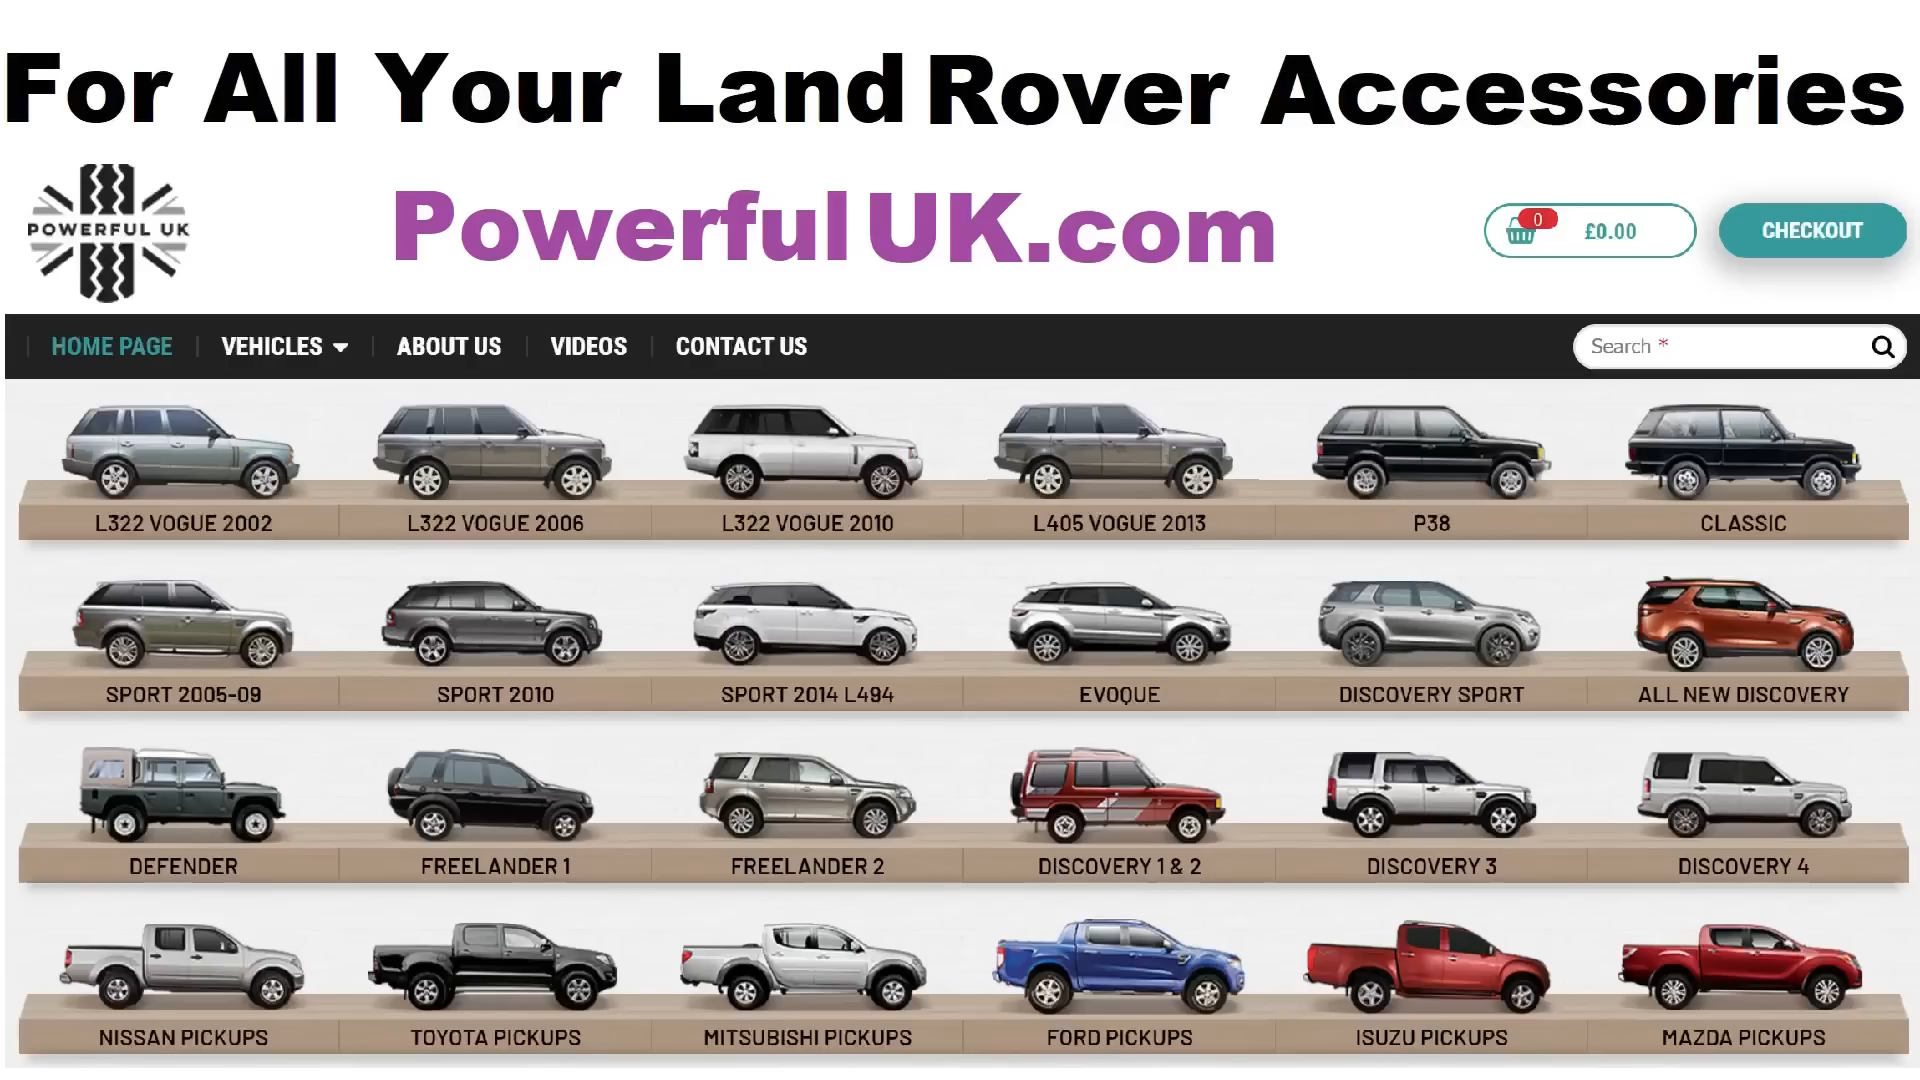 For All Your Land Rover Accessories
POWERFUL UK
Powerful UK.com
0
£0.00
CHECKOUT
HOME PAGE
VEHICLES
ABOUT US
VIDEOS
CONTACT US
Search *
L322 VOGUE 2002
L322 VOGUE 2006
L322 VOGUE 2010
L405 VOGUE 2013
P38
CLASSIC
SPORT 2005-09
SPORT 2010
SPORT 2014 L494
EVOQUE
DISCOVERY SPORT
ALL NEW DISCOVERY
DEFENDER
FREELANDER 1
FREELANDER 2
DISCOVERY 1 & 2
DISCOVERY 3
DISCOVERY 4
NISSAN PICKUPS
TOYOTA PICKUPS
MITSUBISHI PICKUPS
FORD PICKUPS
ISUZU PICKUPS
MAZDA PICKUPS